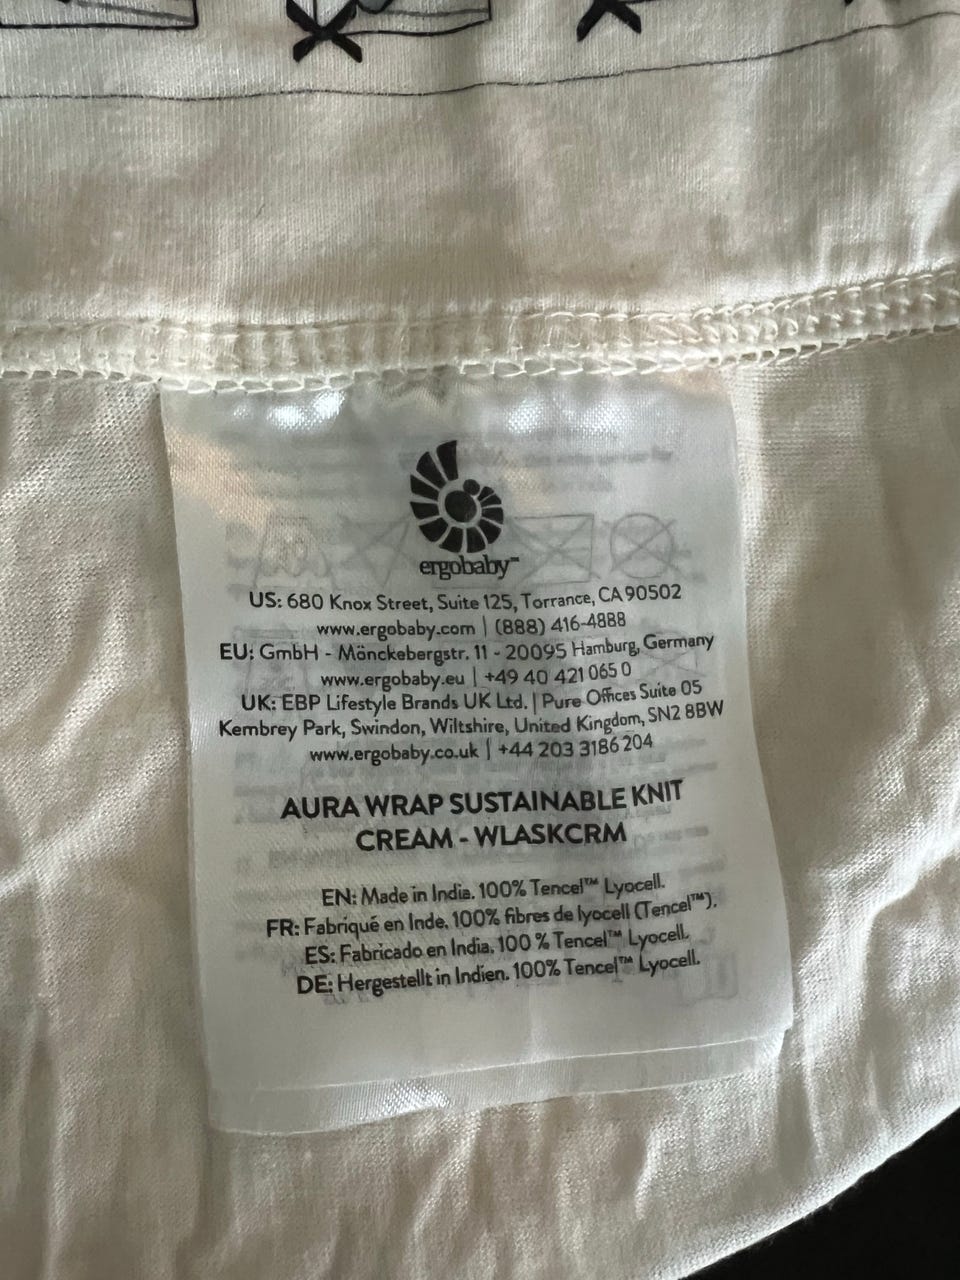 ergobaby™
US: 680 Knox Street, Suite 125, Torrance, CA 90502
www.ergobaby.com | (888) 416-4888
EU: GmbH - Mönckebergstr. 11 - 20095 Hamburg, Germany
www.ergobaby.eu | +49 40 421 065 0
UK: EBP Lifestyle Brands UK Ltd. | Pure Offices Suite 05
Kembrey Park, Swindon, Wiltshire, United Kingdom, SN2 8BW
www.ergobaby.co.uk | +44 203 3186 204
AURA WRAP SUSTAINABLE KNIT
CREAM - WLASKCRM
EN: Made in India. 100% Tencel™ Lyocell.
FR: Fabriqué en Inde. 100% fibres de lyocell (Tencel™).
ES: Fabricado en India. 100 % Tencel™ Lyocell.
DE: Hergestellt in Indien. 100% Tencel™ Lyocell.